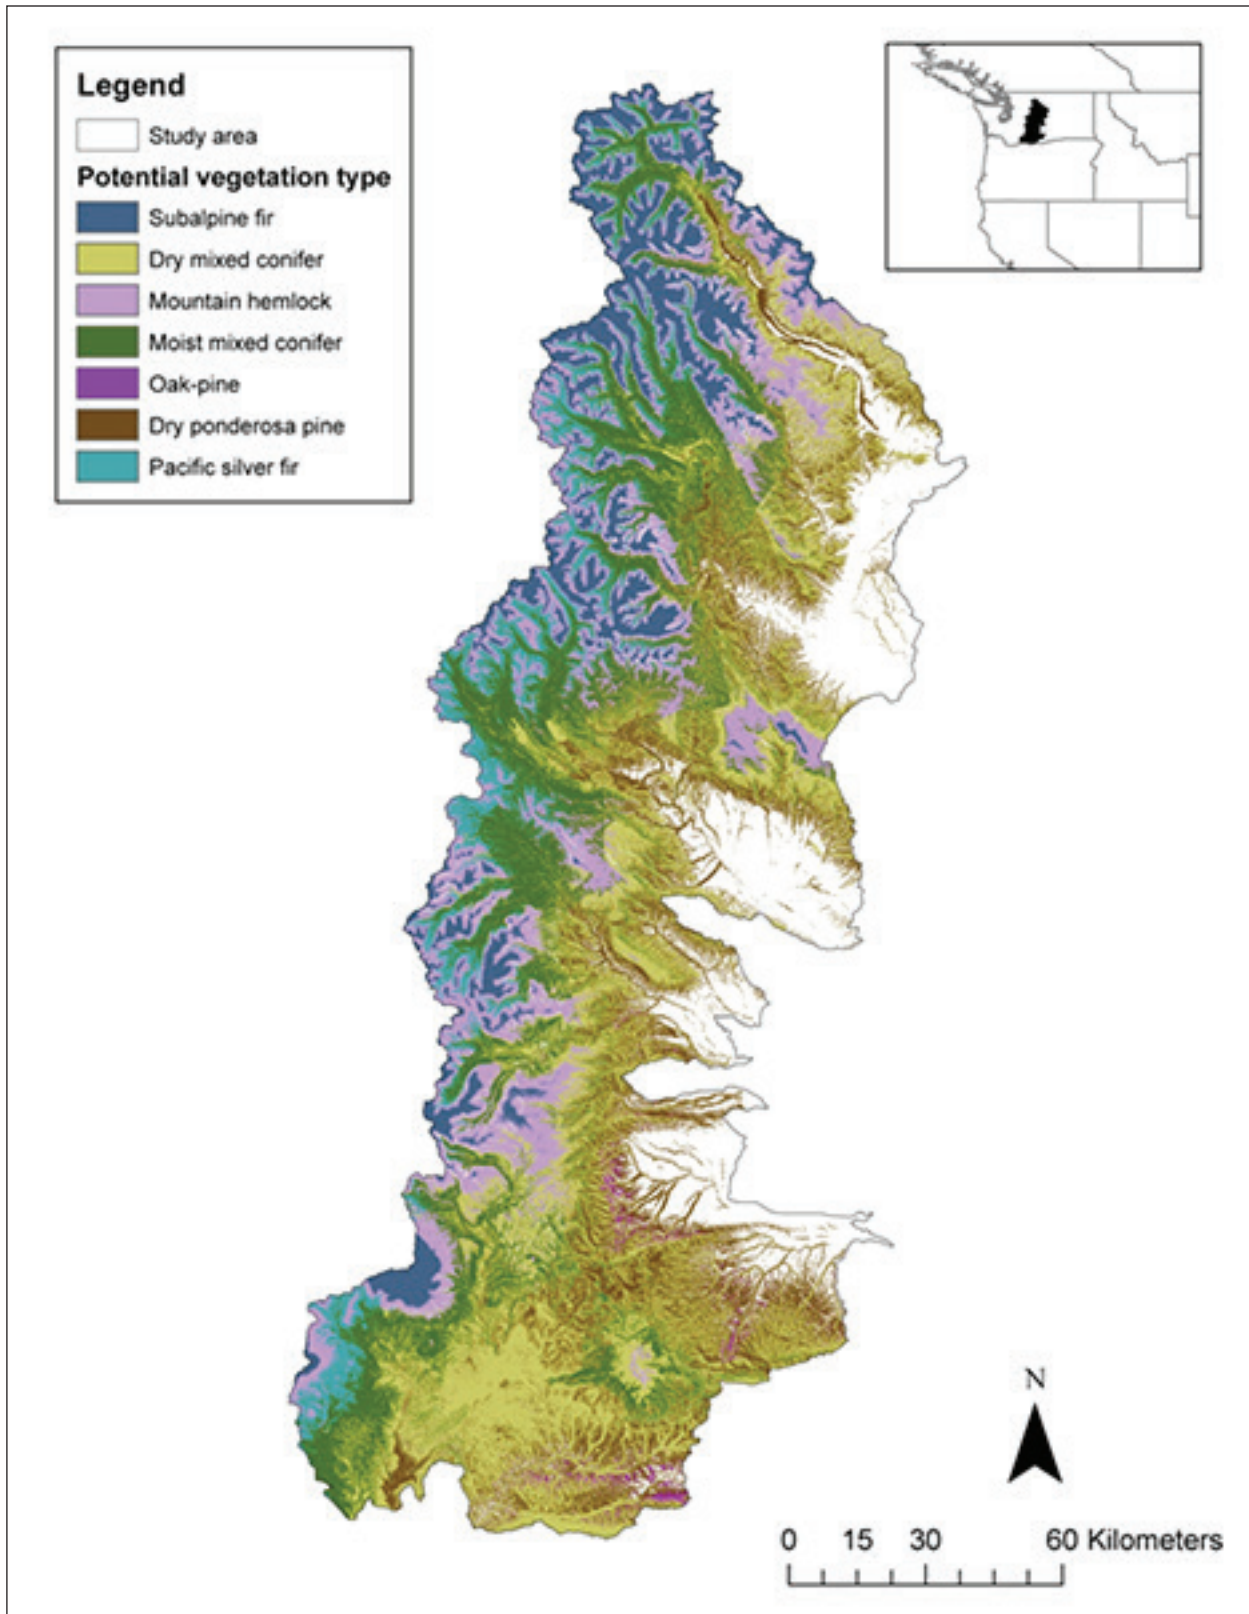 Legend
Study area
Potential vegetation type
Subalpine fir
Dry mixed conifer
Mountain hemlock
Moist mixed conifer
Oak-pine
Dry ponderosa pine
Pacific silver fir
N
0 15 30 60 Kilometers